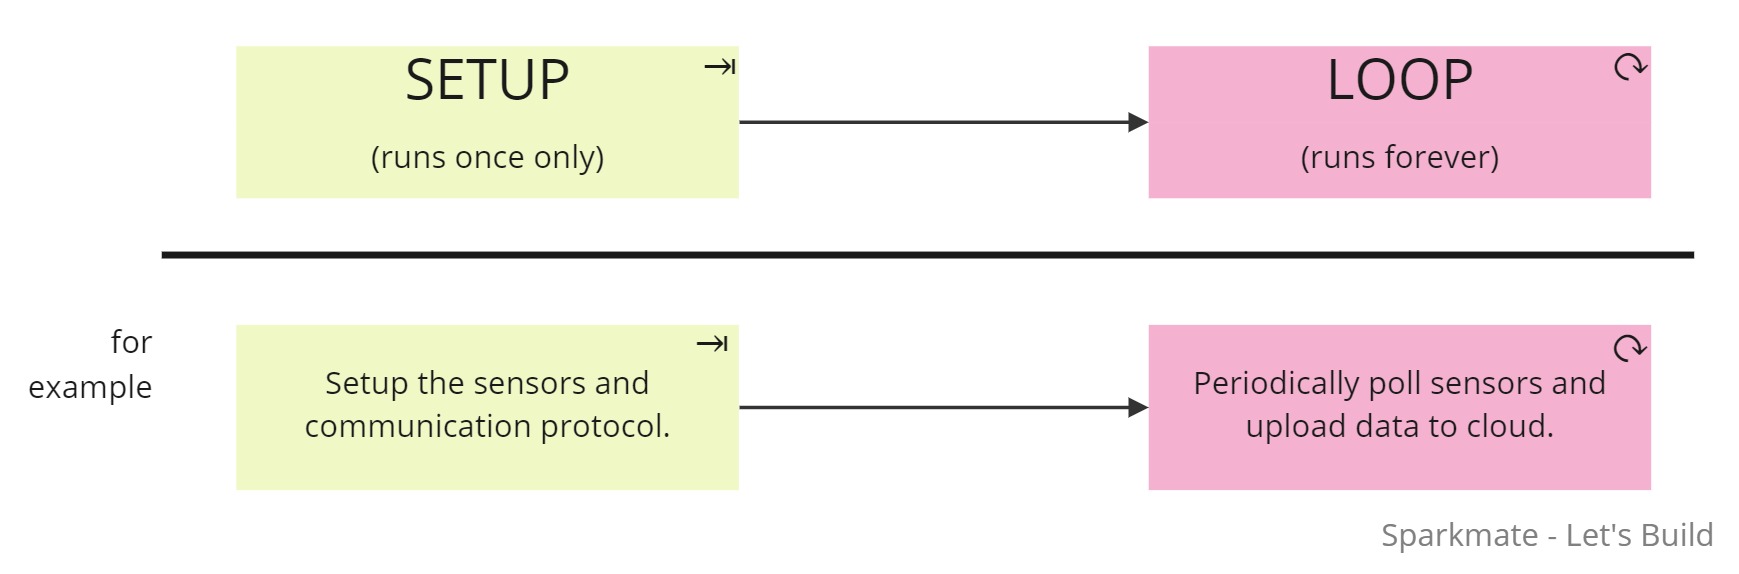 SETUP
(runs once only)
LOOP
(runs forever)
for
example
Setup the sensors and
communication protocol.
Periodically poll sensors and
upload data to cloud.
Sparkmate - Let's Build